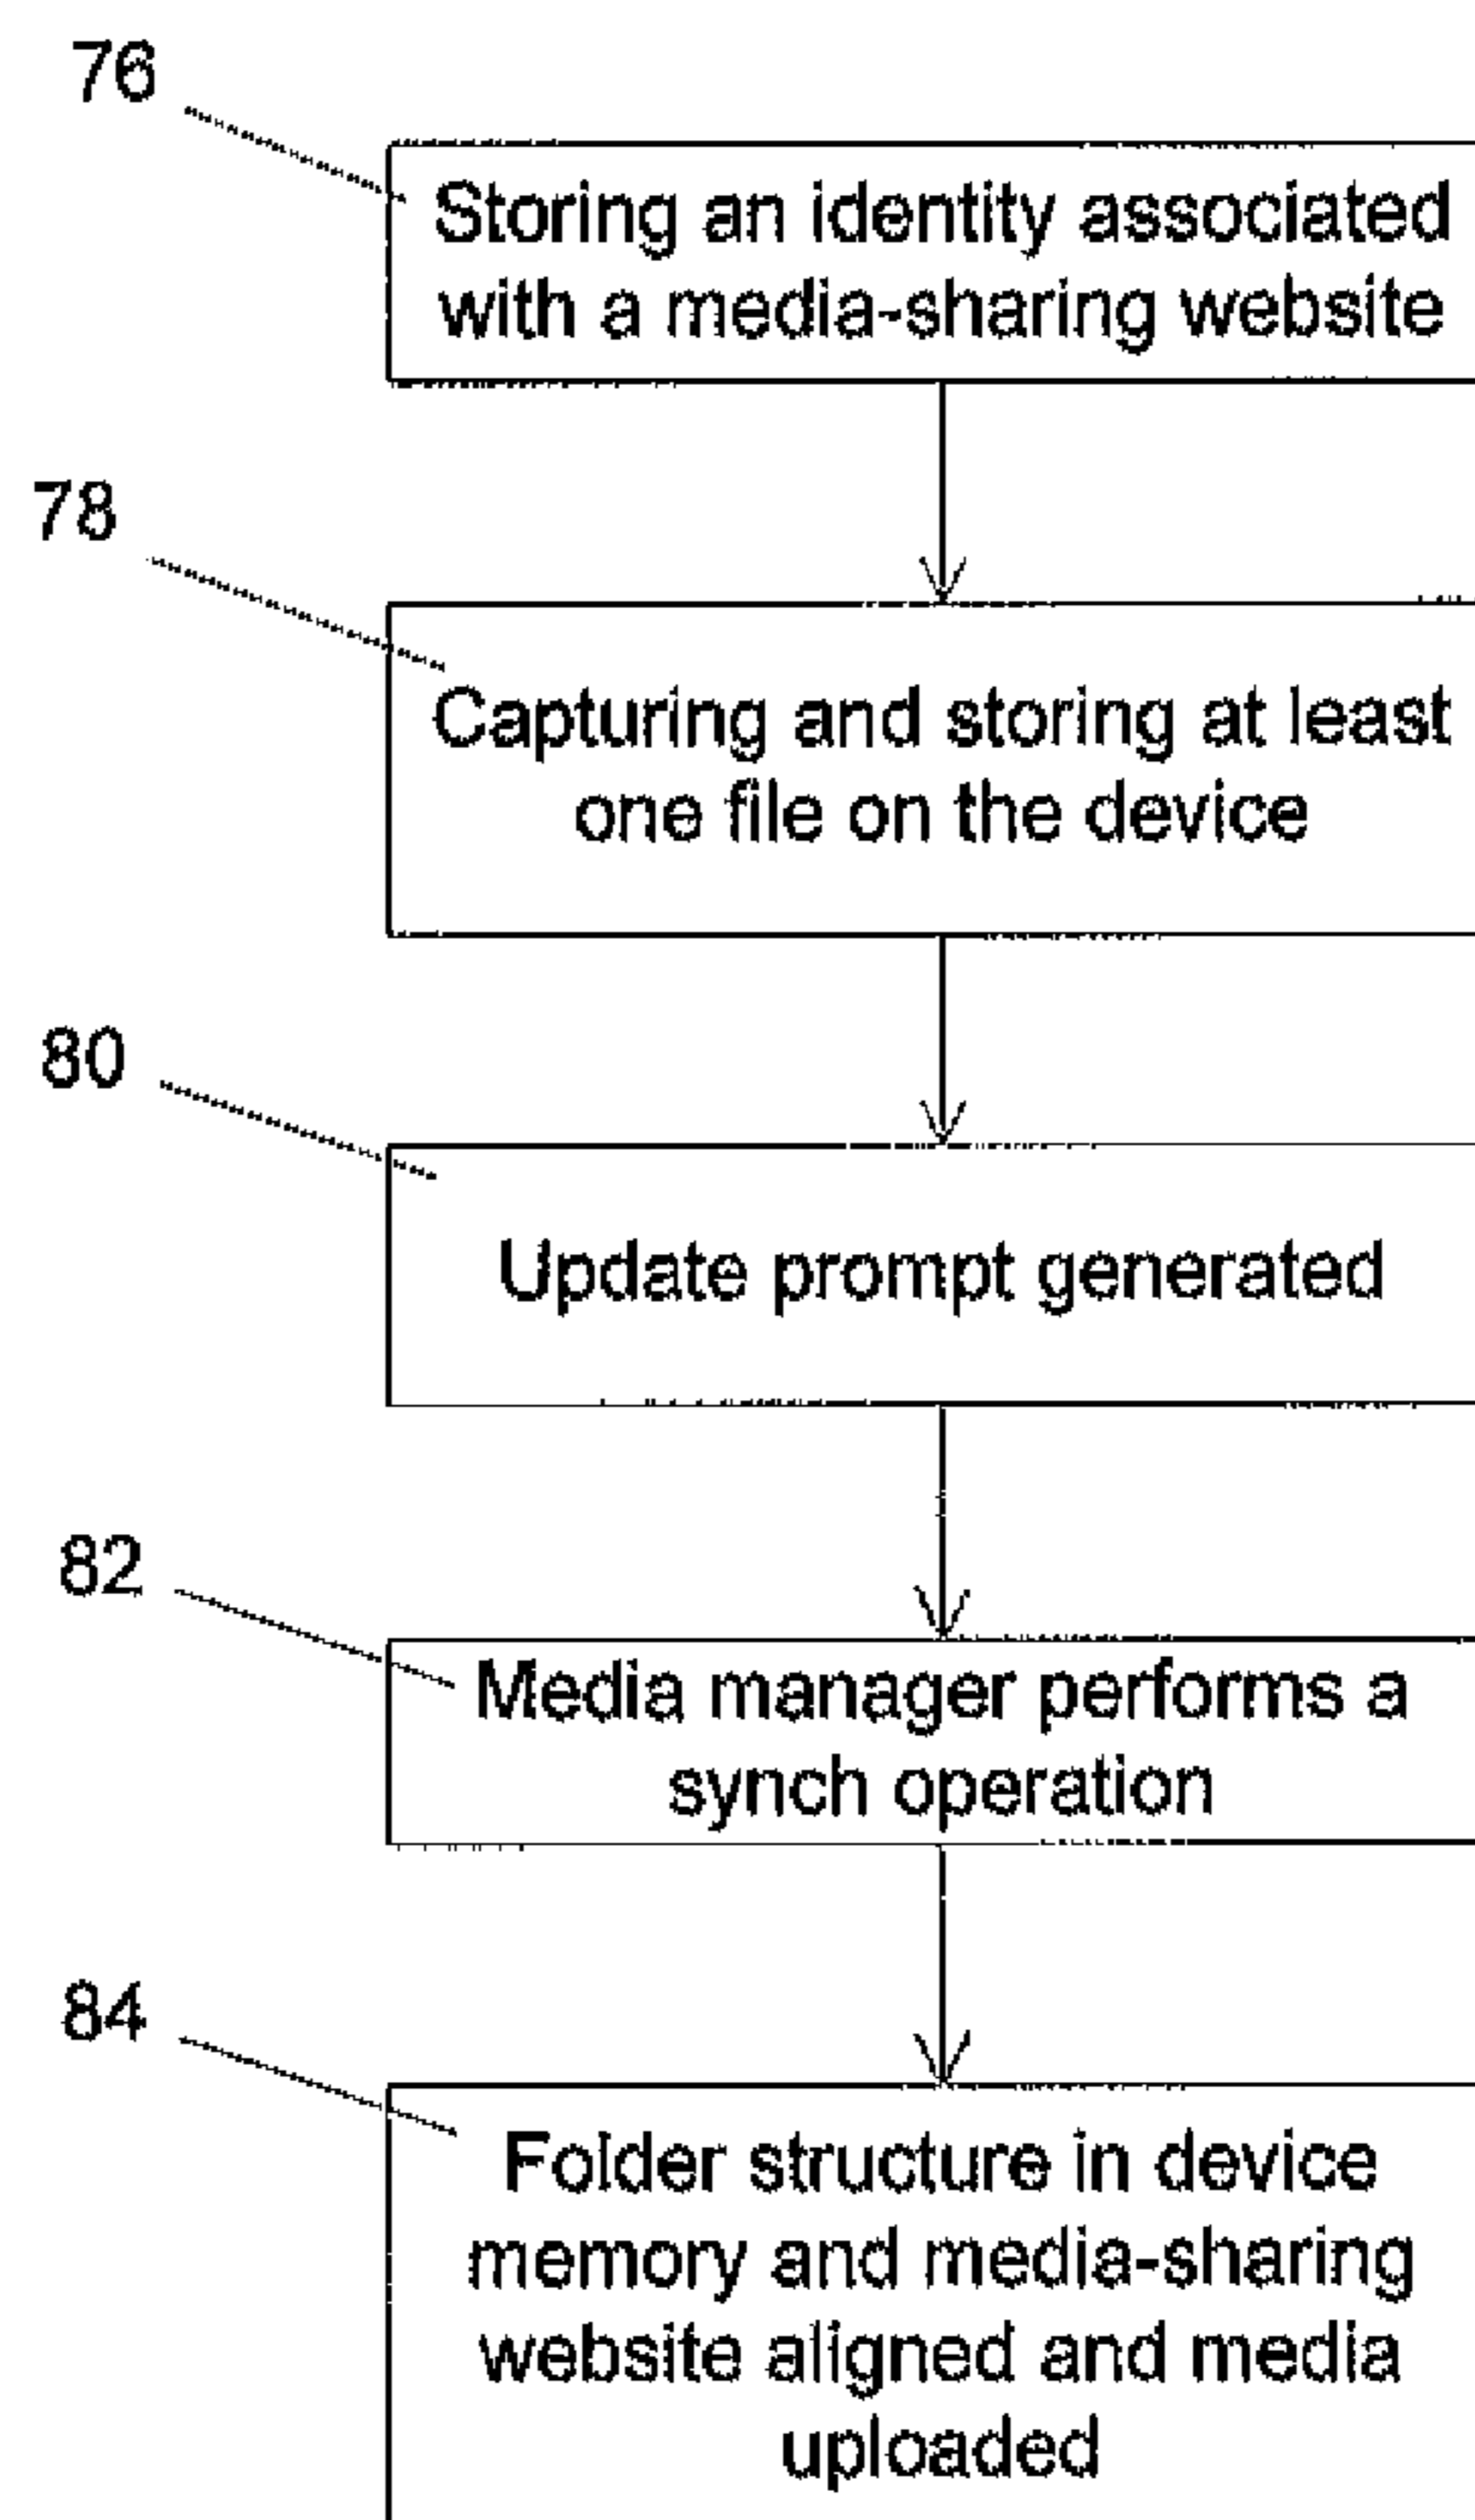 76
Storing an identity associated
with a media-sharing website
78
Capturing and storing at least
one file on the device
80
Update prompt generated
82
Media manager performs a
synch operation
84
Folder structure in device
memory and media-sharing
website aligned and media
uploaded